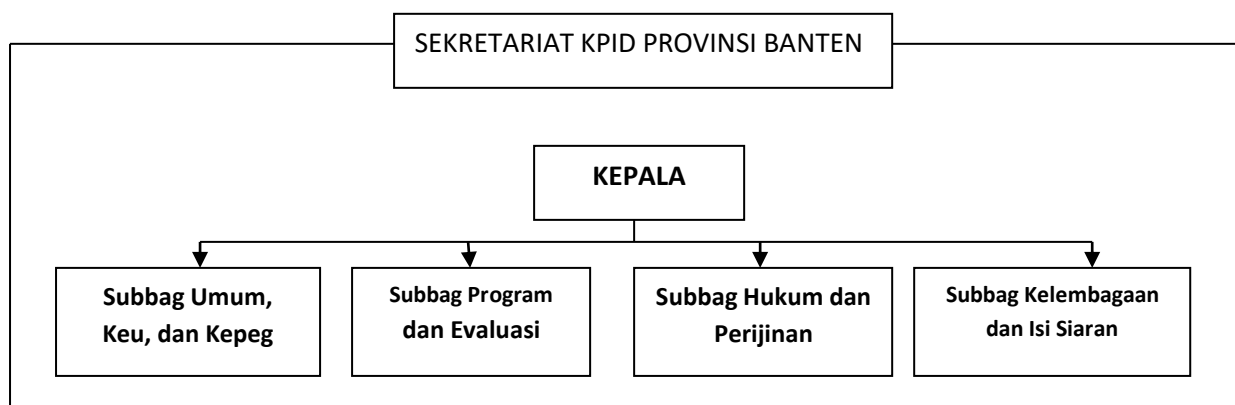 SEKRETARIAT KPID PROVINSI BANTEN
KEPALA
Subbag Umum,
Keu, dan Kepeg
Subbag Program
dan Evaluasi
Subbag Hukum dan
Perijinan
Subbag Kelembagaan
dan Isi Siaran